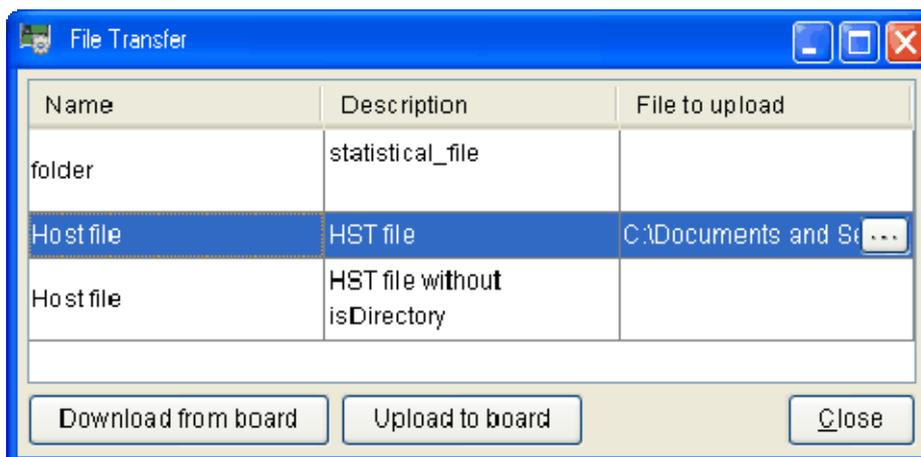 File Transfer
Name Description File to upload
folder statistical_file
Host file HST file C:\Documents and Se ...
Host file HST file without
isDirectory
Download from board Upload to board Close